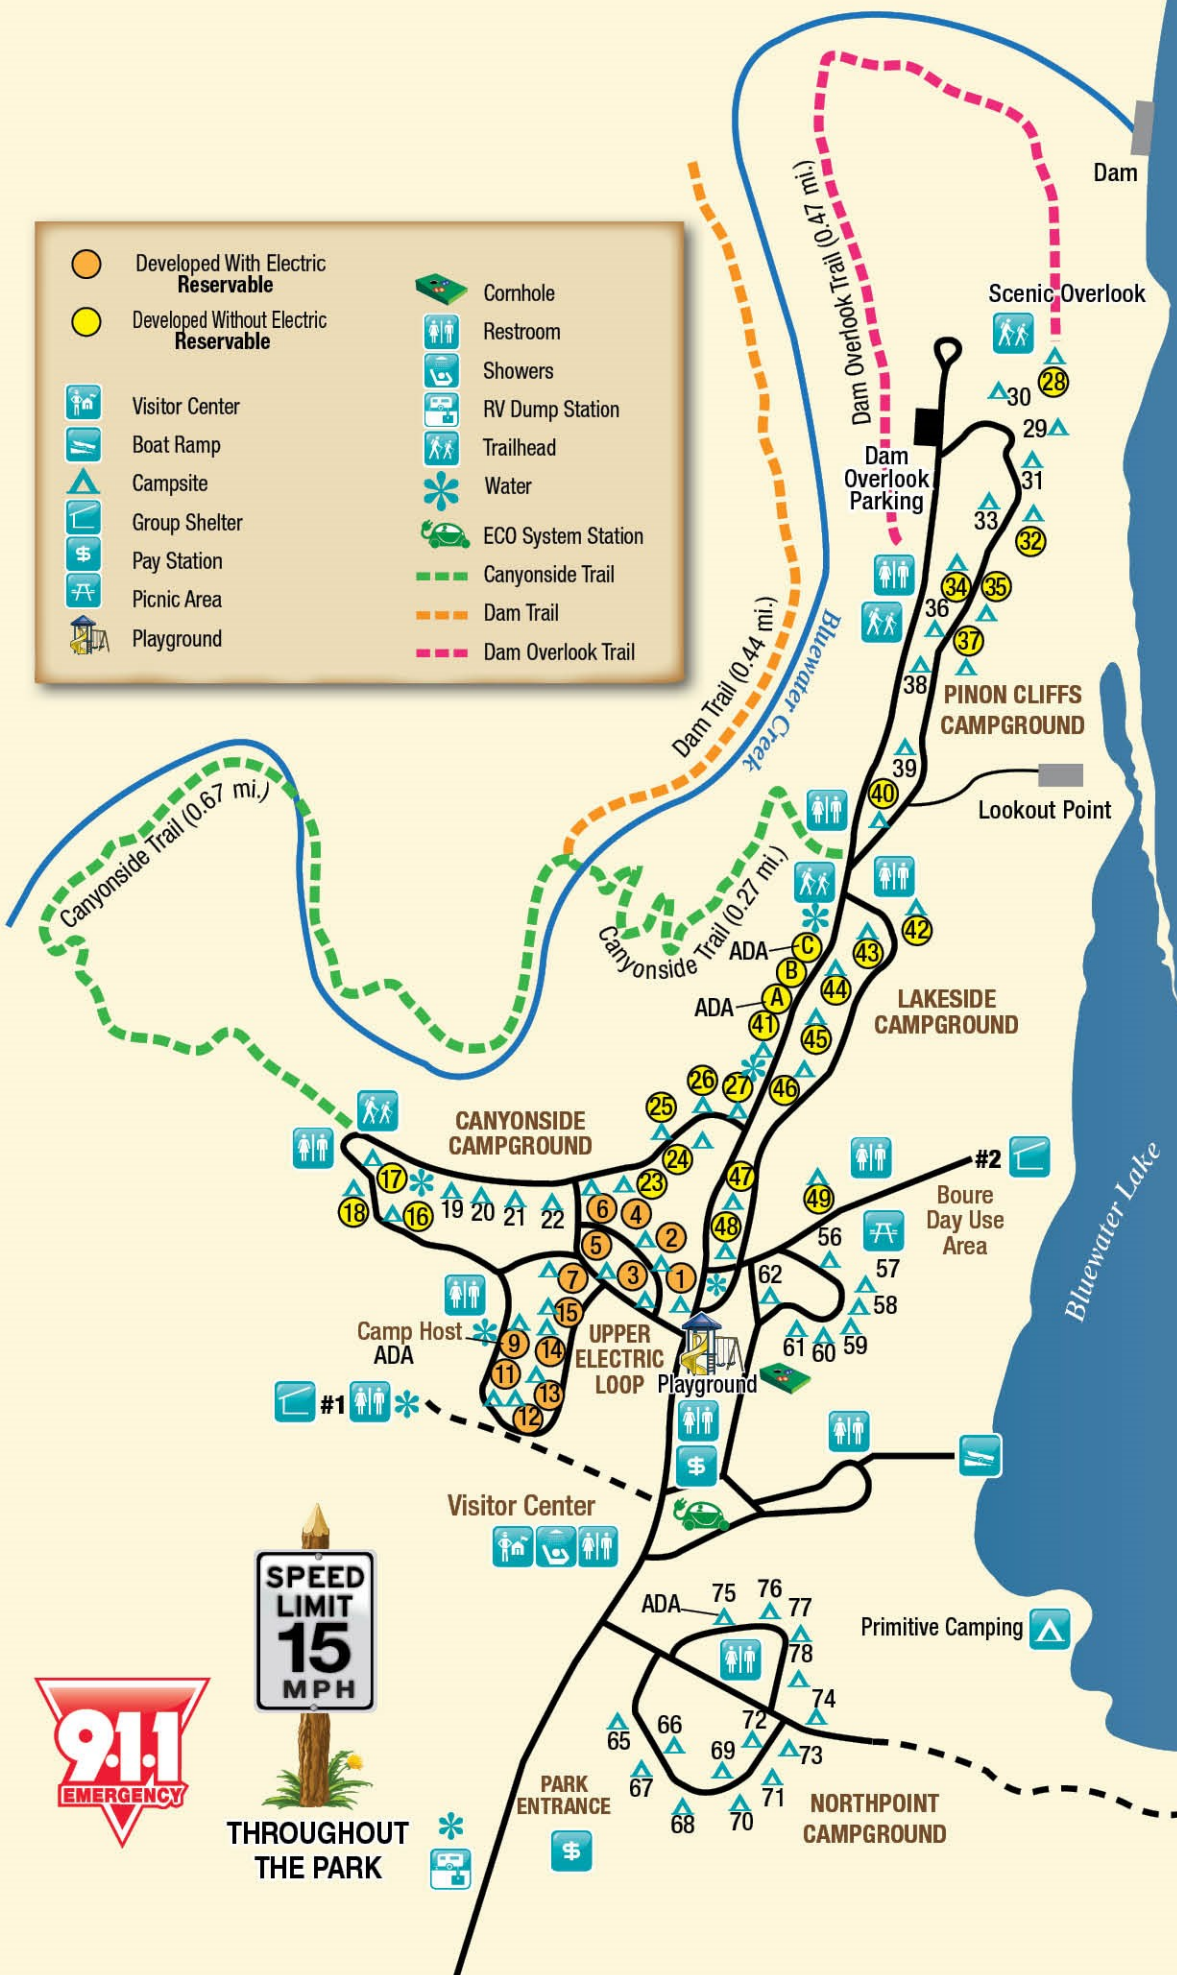 Dam
Dam Overlook Trail (0.47 mi.)
Scenic Overlook
28
30
29
31
Dam
Overlook
Parking
33
32
34
35
36
37
38
PINON CLIFFS
CAMPGROUND
39
40
Lookout Point
Developed With Electric
Reservable
Developed Without Electric
Reservable
Visitor Center
Boat Ramp
Campsite
Group Shelter
$
Pay Station
Picnic Area
Playground
Cornhole
Restroom
Showers
RV Dump Station
Trailhead
Water
ECO System Station
Canyonside Trail
Dam Trail
Dam Overlook Trail
Dam Trail (0.44 mi.)
Bluewater Creek
Canyonside Trail (0.67 mi.)
Canyonside Trail (0.27 mi.)
42
43
ADA
C
B
44
ADA
A
41
45
LAKESIDE
CAMPGROUND
46
26
27
25
CANYONSIDE
CAMPGROUND
24
23
17
18
16
19
20
21
22
6
4
2
5
3
1
7
15
47
48
49
#2
Boure
Day Use
Area
56
57
58
59
60
61
62
Bluewater Lake
Camp Host
ADA
9
14
11
13
12
UPPER
ELECTRIC
LOOP
Playground
#1
$
Visitor Center
SPEED
LIMIT
15
MPH
THROUGHOUT
THE PARK
9.1.1
EMERGENCY
ADA
75
76
77
78
74
Primitive Camping
65
66
72
73
69
67
71
68
70
PARK
ENTRANCE
$
NORTHPOINT
CAMPGROUND